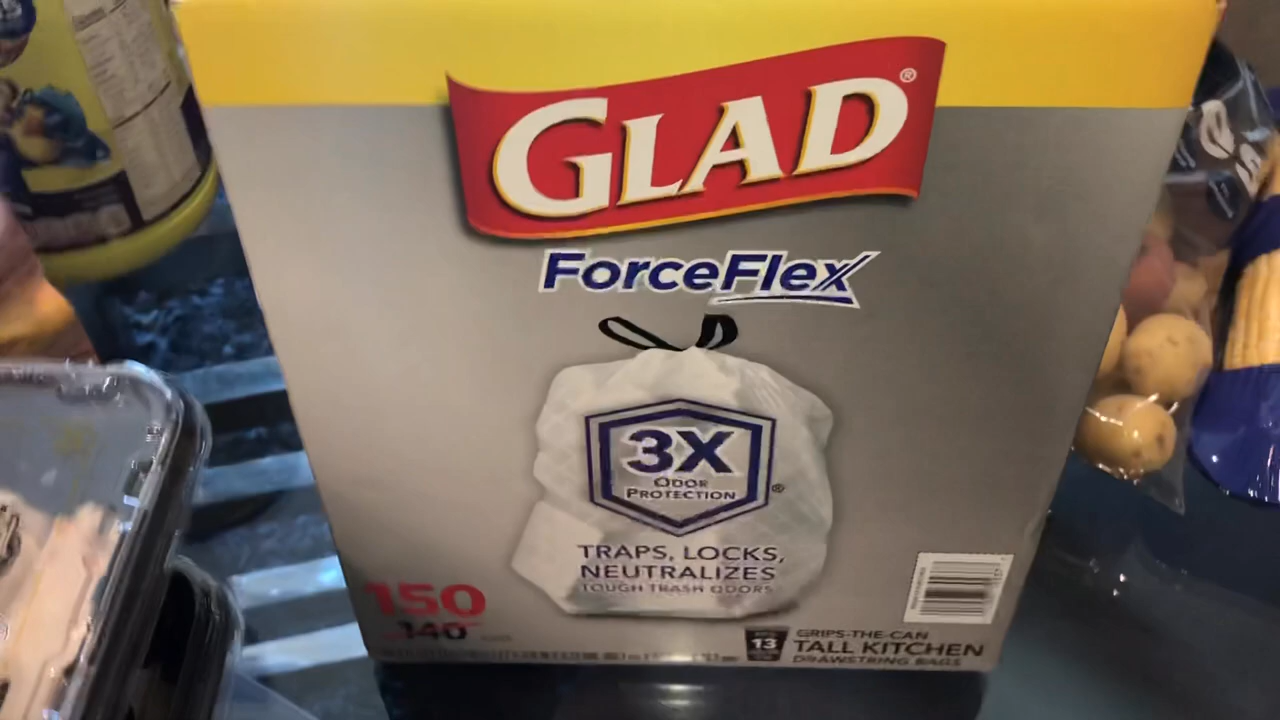 GLAD®
ForceFlex
3X
ODOR
PROTECTION®
TRAPS, LOCKS,
NEUTRALIZES
TOUGH TRASH ODORS
150
140
13
GRIPS-THE-CAN
TALL KITCHEN
DRAWSTRING BAGS